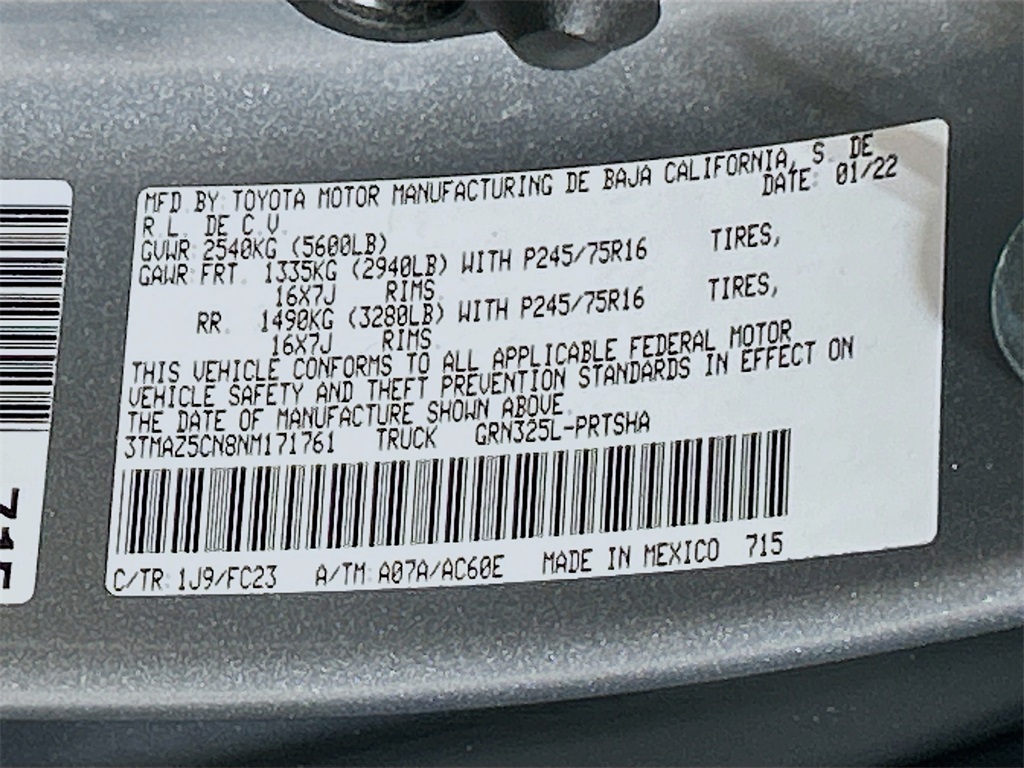 MFD. BY: TOYOTA MOTOR MANUFACTURING DE BAJA CALIFORNIA, S. DE
R.L. DE C.V. DATE: 01/22
GVWR: 2540KG (5600LB)
GAWR: FRT. 1335KG (2940LB) WITH P245/75R16 TIRES,
16X7J RIMS.
RR. 1490KG (3280LB) WITH P245/75R16 TIRES,
16X7J RIMS.
THIS VEHICLE CONFORMS TO ALL APPLICABLE FEDERAL MOTOR
VEHICLE SAFETY AND THEFT PREVENTION STANDARDS IN EFFECT ON
THE DATE OF MANUFACTURE SHOWN ABOVE.
3TMAZ5CN8NM171761 TRUCK GRN325L-PRTSHA
C/TR: 1J9/FC23 A/TM: A07A/AC60E MADE IN MEXICO 715
715